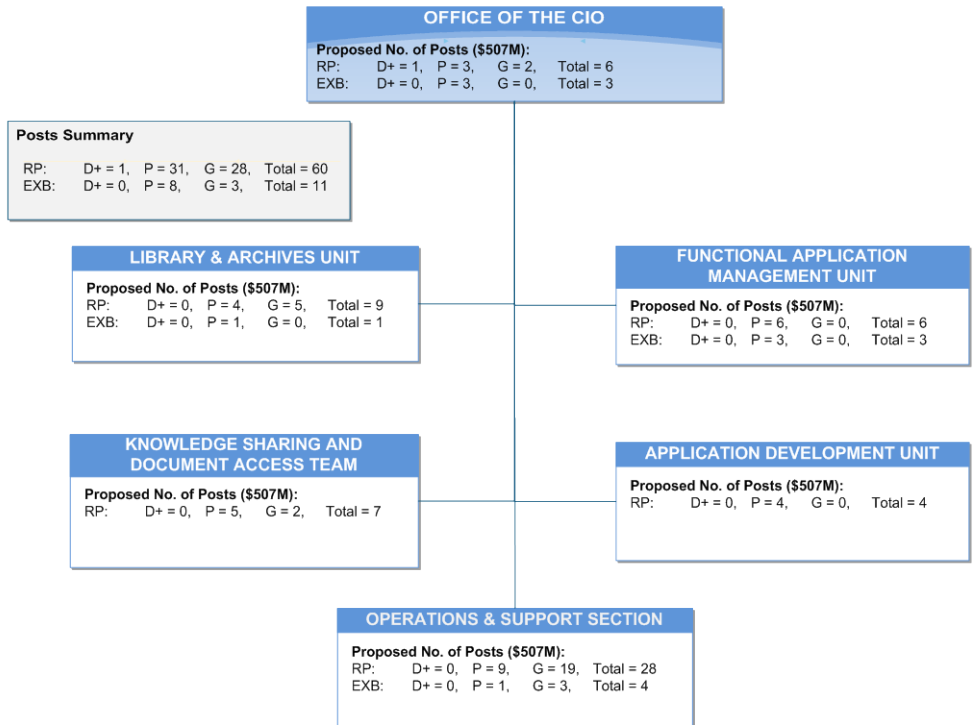 OFFICE OF THE CIO
Proposed No. of Posts ($507M):
RP: D+ = 1, P = 3, G = 2, Total = 6
EXB: D+ = 0, P = 3, G = 0, Total = 3
Posts Summary
RP: D+ = 1, P = 31, G = 28, Total = 60
EXB: D+ = 0, P = 8, G = 3, Total = 11
LIBRARY & ARCHIVES UNIT
Proposed No. of Posts ($507M):
RP: D+ = 0, P = 4, G = 5, Total = 9
EXB: D+ = 0, P = 1, G = 0, Total = 1
FUNCTIONAL APPLICATION
MANAGEMENT UNIT
Proposed No. of Posts ($507M):
RP: D+ = 0, P = 6, G = 0, Total = 6
EXB: D+ = 0, P = 3, G = 0, Total = 3
KNOWLEDGE SHARING AND
DOCUMENT ACCESS TEAM
Proposed No. of Posts ($507M):
RP: D+ = 0, P = 5, G = 2, Total = 7
APPLICATION DEVELOPMENT UNIT
Proposed No. of Posts ($507M):
RP: D+ = 0, P = 4, G = 0, Total = 4
OPERATIONS & SUPPORT SECTION
Proposed No. of Posts ($507M):
RP: D+ = 0, P = 9, G = 19, Total = 28
EXB: D+ = 0, P = 1, G = 3, Total = 4